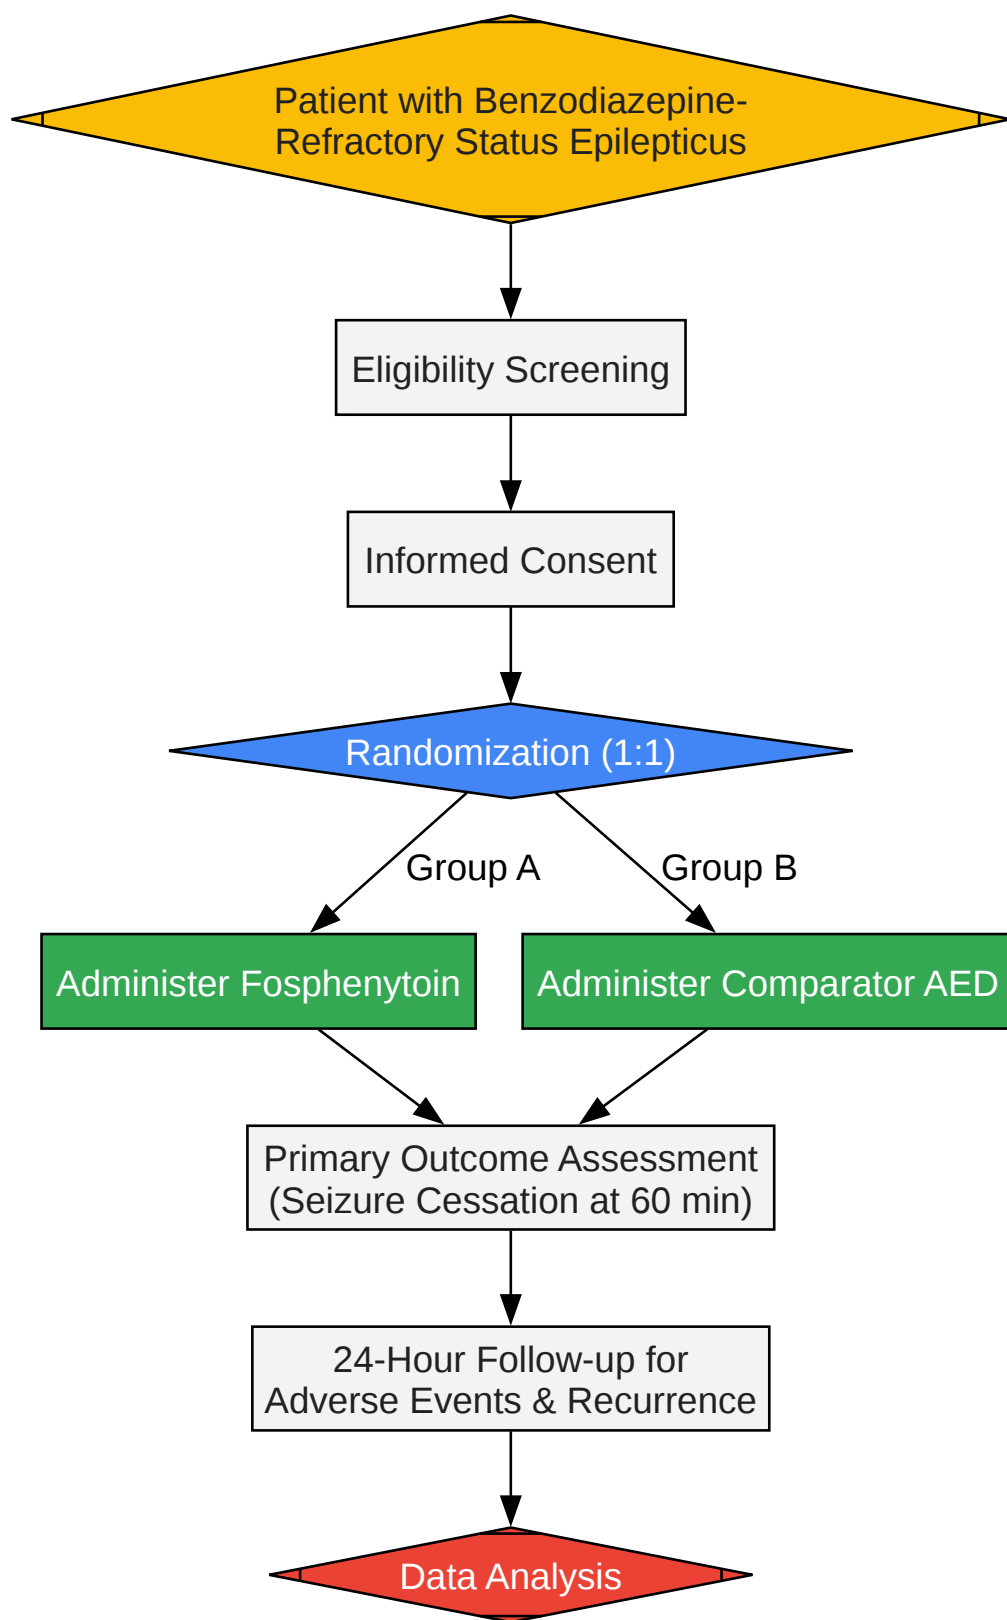 Patient with Benzodiazepine-
Refractory Status Epilepticus
Eligibility Screening
Informed Consent
Randomization (1:1)
Group A
Group B
Administer Fosphenytoin
Administer Comparator AED
Primary Outcome Assessment
(Seizure Cessation at 60 min)
24-Hour Follow-up for
Adverse Events & Recurrence
Data Analysis